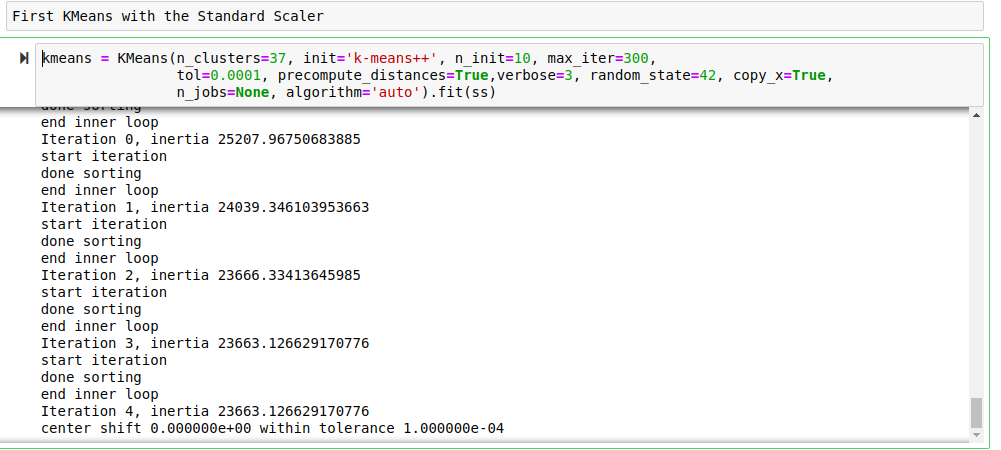 First KMeans with the Standard Scaler
kmeans = KMeans(n_clusters=37, init='k-means++', n_init=10, max_iter=300,
tol=0.0001, precompute_distances=True,verbose=3, random_state=42, copy_x=True,
n_jobs=None, algorithm='auto').fit(ss)
done sorting
end inner loop
Iteration 0, inertia 25207.96750683885
start iteration
done sorting
end inner loop
Iteration 1, inertia 24039.346103953663
start iteration
done sorting
end inner loop
Iteration 2, inertia 23666.33413645985
start iteration
done sorting
end inner loop
Iteration 3, inertia 23663.126629170776
start iteration
done sorting
end inner loop
Iteration 4, inertia 23663.126629170776
center shift 0.000000e+00 within tolerance 1.000000e-04